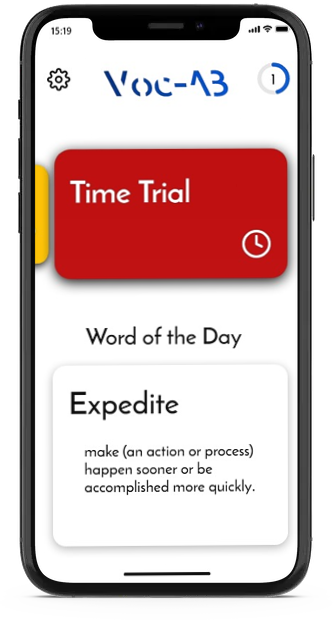 15:19
Voc-AB
1
Time Trial
Word of the Day
Expedite
make (an action or process)
happen sooner or be
accomplished more quickly.